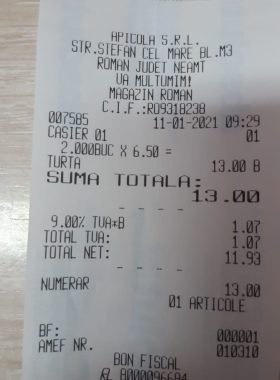 APICOLA S.R.L.
STR.STEFAN CEL MARE BL.M3
ROMAN JUDET NEAMT
VA MULTUMIM!
MAGAZIN ROMAN
C.I.F.:RO9318238
007585 11-01-2021 09:29
CASIER 01 01
2.000BUC X 6.50 =
TURTA 13.00 B
SUMA TOTALA:
13.00
- - - -
9.00% TVA*B 1.07
TOTAL TVA: 1.07
TOTAL NET: 11.93
- - - -
NUMERAR 13.00
01 ARTICOLE
BF: 000001
AMEF NR. 010310
BON FISCAL
8000096694